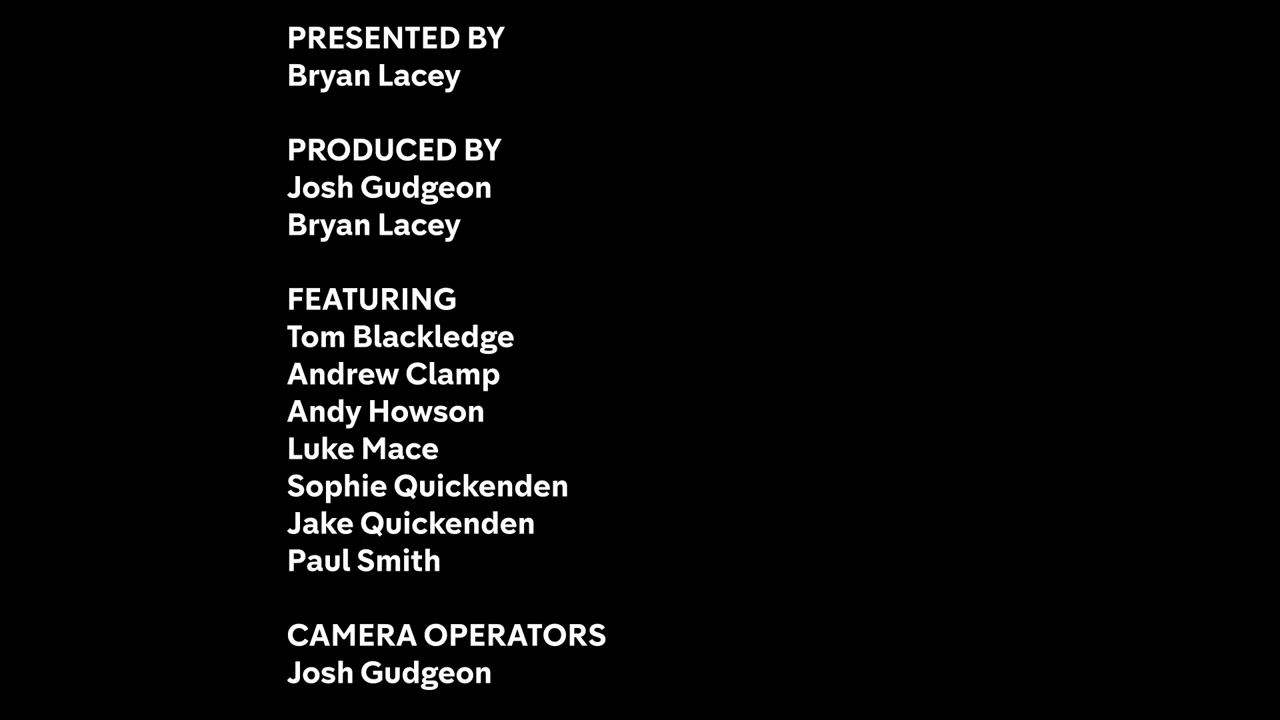 PRESENTED BY
Bryan Lacey
PRODUCED BY
Josh Gudgeon
Bryan Lacey
FEATURING
Tom Blackledge
Andrew Clamp
Andy Howson
Luke Mace
Sophie Quickenden
Jake Quickenden
Paul Smith
CAMERA OPERATORS
Josh Gudgeon